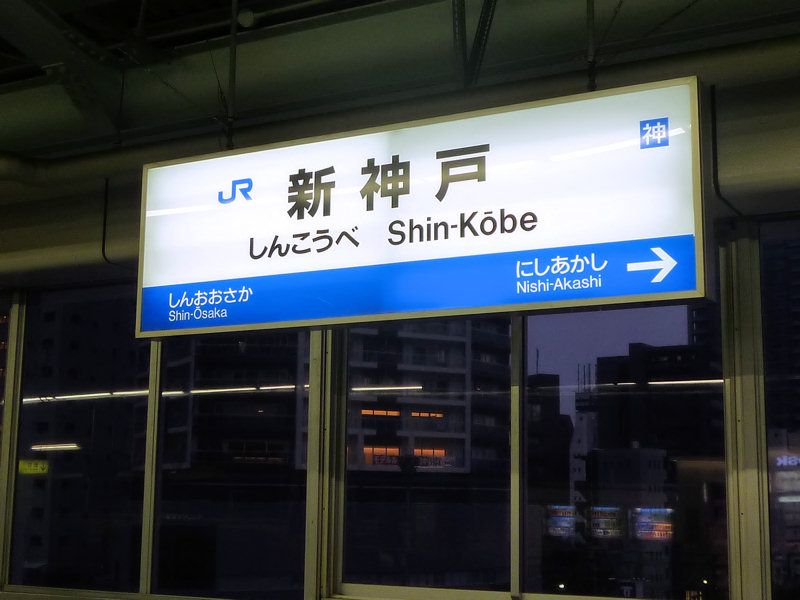 神
JR 新神戸
しんこうべ Shin-Kōbe
しんおおさか
Shin-Ōsaka
にしあかし
Nishi-Akashi